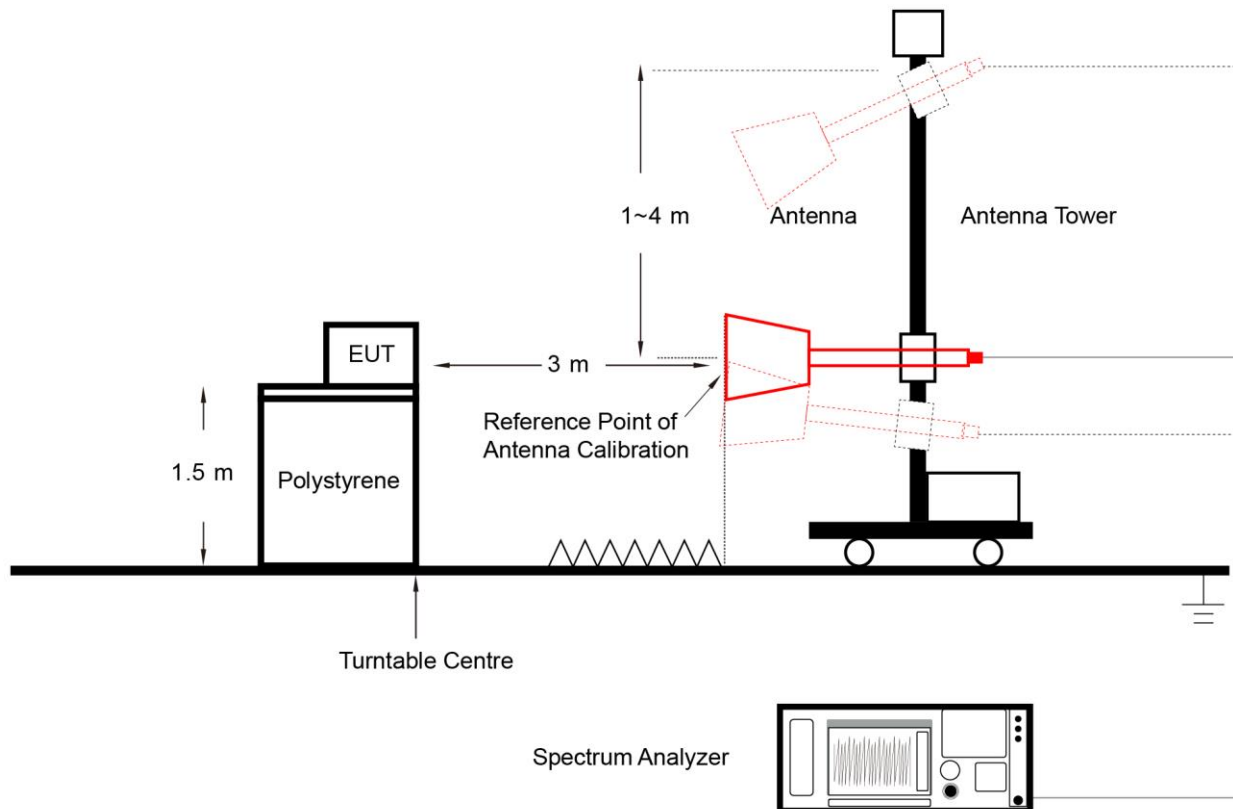 1~4 m
Antenna
Antenna Tower
EUT
3 m
Reference Point of
Antenna Calibration
1.5 m
Polystyrene
Turntable Centre
Spectrum Analyzer